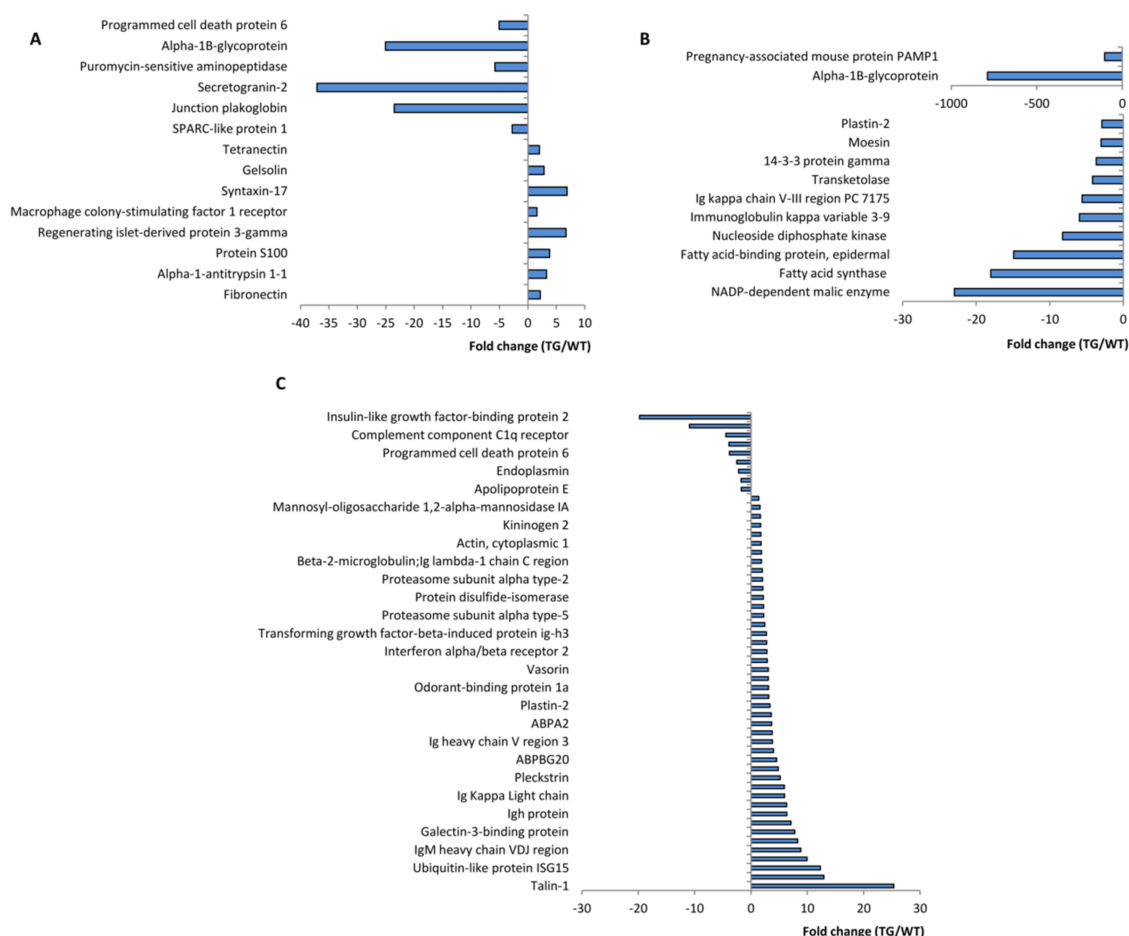 A
Programmed cell death protein 6
Alpha-1B-glycoprotein
Puromycin-sensitive aminopeptidase
Secretogranin-2
Junction plakoglobin
SPARC-like protein 1
Tetranectin
Gelsolin
Syntaxin-17
Macrophage colony-stimulating factor 1 receptor
Regenerating islet-derived protein 3-gamma
Protein S100
Alpha-1-antitrypsin 1-1
Fibronectin
-40 -35 -30 -25 -20 -15 -10 -5 0 5 10
Fold change (TG/WT)
B
Pregnancy-associated mouse protein PAMP1
Alpha-1B-glycoprotein
-1000 -500 0
Plastin-2
Moesin
14-3-3 protein gamma
Transketolase
Ig kappa chain V-III region PC 7175
Immunoglobulin kappa variable 3-9
Nucleoside diphosphate kinase
Fatty acid-binding protein, epidermal
Fatty acid synthase
NADP-dependent malic enzyme
-30 -20 -10 0
Fold change (TG/WT)
C
Insulin-like growth factor-binding protein 2
Complement component C1q receptor
Programmed cell death protein 6
Endoplasmin
Apolipoprotein E
Mannosyl-oligosaccharide 1,2-alpha-mannosidase IA
Kininogen 2
Actin, cytoplasmic 1
Beta-2-microglobulin;Ig lambda-1 chain C region
Proteasome subunit alpha type-2
Protein disulfide-isomerase
Proteasome subunit alpha type-5
Transforming growth factor-beta-induced protein ig-h3
Interferon alpha/beta receptor 2
Vasorin
Odorant-binding protein 1a
Plastin-2
ABPA2
Ig heavy chain V region 3
ABPBG20
Pleckstrin
Ig Kappa Light chain
Igh protein
Galectin-3-binding protein
IgM heavy chain VDJ region
Ubiquitin-like protein ISG15
Talin-1
-30 -20 -10 0 10 20 30
Fold change (TG/WT)